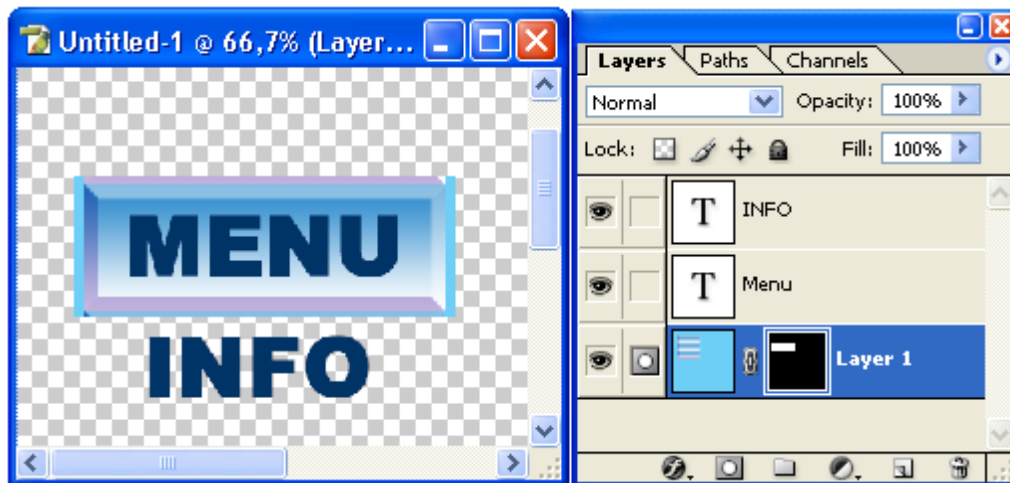 Untitled-1 @ 66,7% (Layer...
MENU
INFO
Layers Paths Channels
Normal Opacity: 100%
Lock: Fill: 100%
T INFO
T Menu
Layer 1